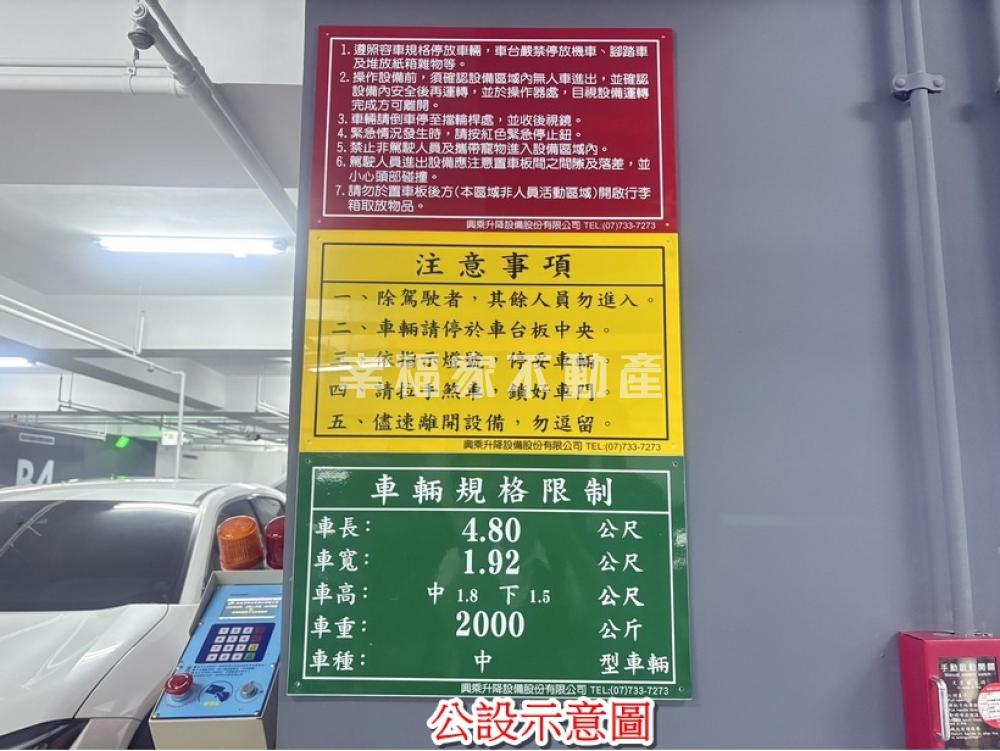 1. 遵照容車規格停放車輛，車台嚴禁停放機車、腳踏車
及堆放紙箱雜物等。
2. 操作設備前，須確認設備區域內無人車進出，並確認
設備內安全後再運轉，並於操作器處，目視設備運轉
完成方可離開。
3. 車輛請倒車停至擋輪桿處，並收後視鏡。
4. 緊急情況發生時，請按紅色緊急停止鈕。
5. 禁止非駕駛人員及攜帶寵物進入設備區域內。
6. 駕駛人員進出設備應注意置車板間之間隙及落差，並
小心頭部碰撞。
7. 請勿於置車板後方(本區域非人員活動區域)開啟行李
箱取放物品。
興乘升降設備股份有限公司 TEL:(07)733-7273
注意事項
一、除駕駛者，其餘人員勿進入。
二、車輛請停於車台板中央。
三、依指示燈號，停妥車輛。
幸福家不動產
四、請拉手煞車，鎖好車門。
五、儘速離開設備，勿逗留。
興乘升降設備股份有限公司 TEL:(07)733-7273
車輛規格限制
車長： 4.80 公尺
車寬： 1.92 公尺
車高： 中 1.8 下 1.5 公尺
車重： 2000 公斤
車種： 中 型車輛
興乘升降設備股份有限公司 TEL:(07)733-7273
公設示意圖
B4
手動啟動開關